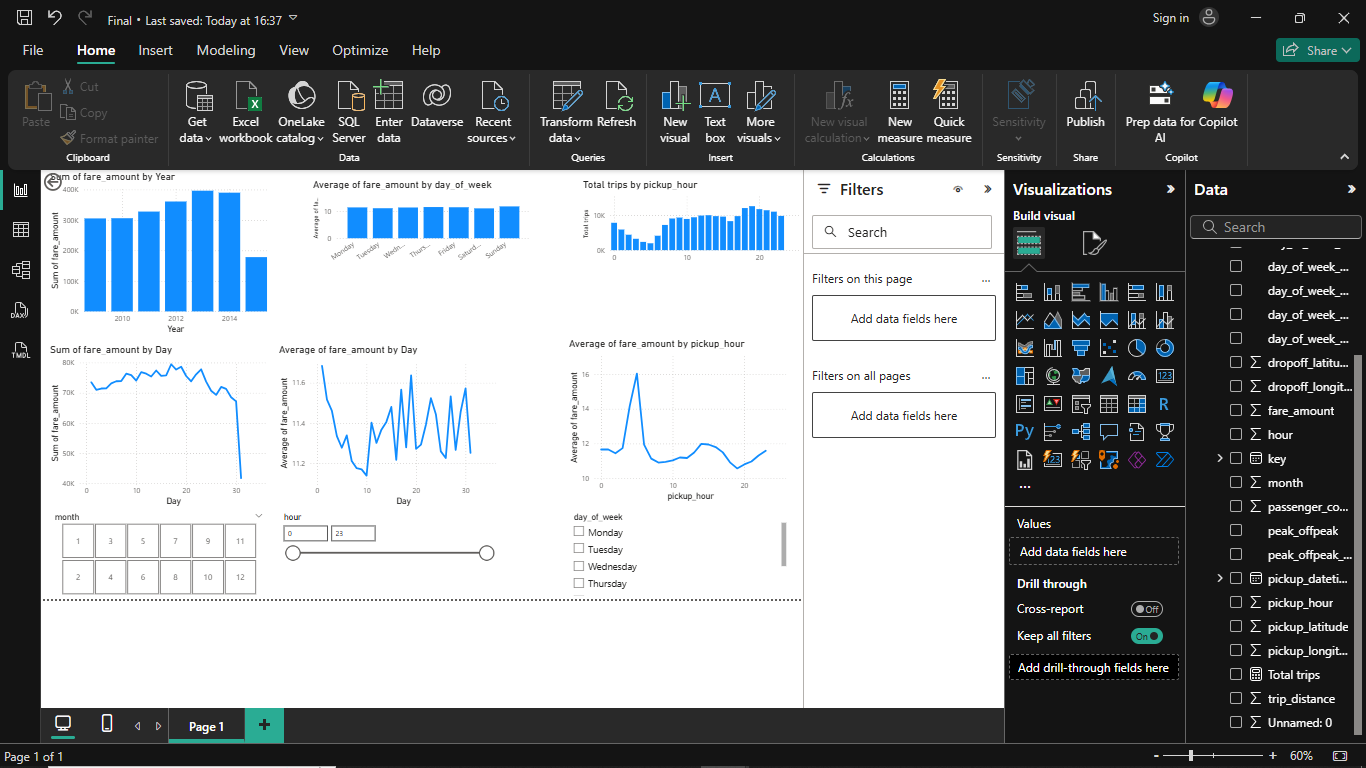 Final • Last saved: Today at 16:37
Sign in
File Home Insert Modeling View Optimize Help
Share
Paste
Cut
Copy
Format painter
Clipboard
Get data
Excel workbook
OneLake catalog
SQL Server
Enter data
Dataverse
Recent sources
Data
Transform data
Refresh
Queries
New visual
Text box
More visuals
Insert
New visual calculation
New measure
Quick measure
Calculations
Sensitivity
Sensitivity
Publish
Share
Prep data for AI
Copilot
Copilot
Sum of fare_amount by Year
Sum of fare_amount
400K
300K
200K
100K
0K
2010 2012 2014
Year
Average of fare_amount by day_of_week
Average of fa...
10
0
Monday Tuesday Wedn... Thurs... Friday Saturd... Sunday
Total trips by pickup_hour
Total trips
10K
0K
0 10 20
Sum of fare_amount by Day
Sum of fare_amount
80K
70K
60K
50K
40K
0 10 20 30
Day
Average of fare_amount by Day
Average of fare_amount
11.6
11.4
11.2
0 10 20 30
Day
Average of fare_amount by pickup_hour
Average of fare_amount
16
14
12
10
0 10 20
pickup_hour
month
1 3 5 7 9 11
2 4 6 8 10 12
hour
0 23
day_of_week
Monday
Tuesday
Wednesday
Thursday
Filters
Search
Filters on this page ...
Add data fields here
Filters on all pages ...
Add data fields here
Visualizations
Build visual
R
Py
123
123
...
Values
Add data fields here
Drill through
Cross-report Off
Keep all filters On
Add drill-through fields here
Data
Search
day_of_week_...
day_of_week_...
day_of_week_...
day_of_week_...
dropoff_latitu...
dropoff_longit...
fare_amount
hour
key
month
passenger_co...
peak_offpeak
peak_offpeak_...
pickup_dateti...
pickup_hour
pickup_latitude
pickup_longit...
Total trips
trip_distance
Unnamed: 0
DAX
TMDL
Page 1
+
Page 1 of 1
- + 60%